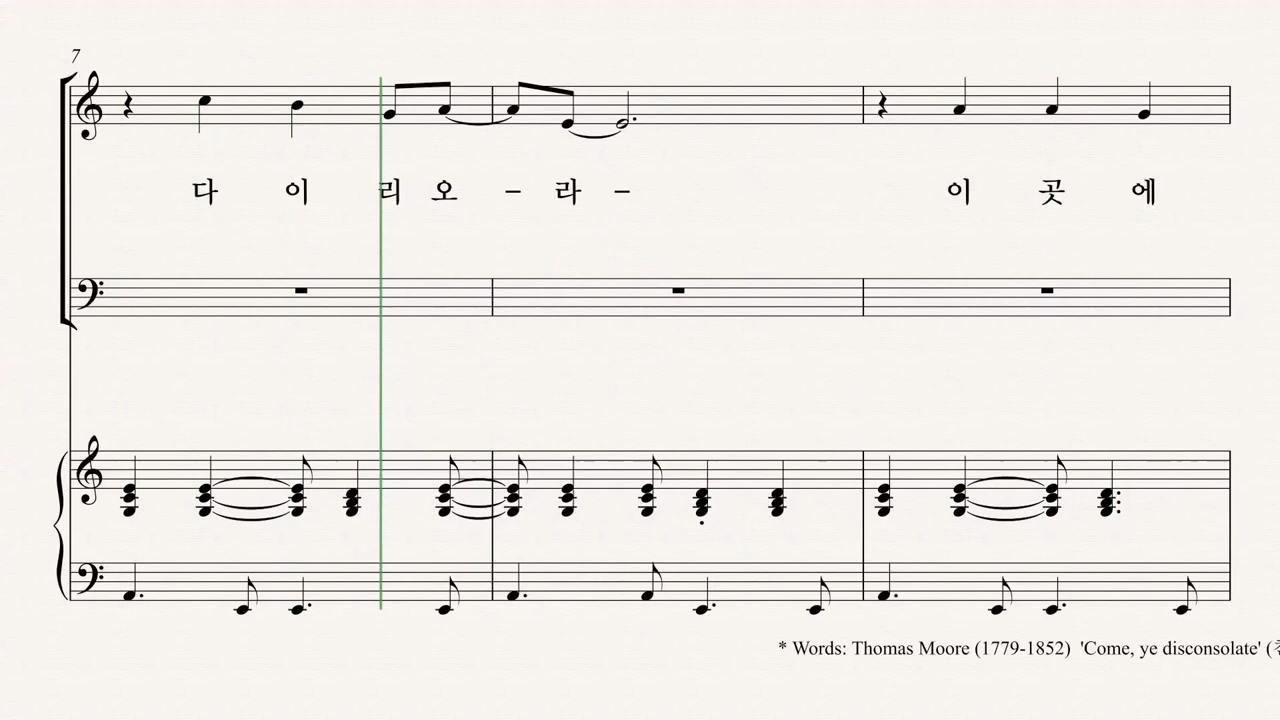 7
다 이 리 오 – 라 – 이 곳 에
* Words: Thomas Moore (1779-1852) 'Come, ye disconsolate' (